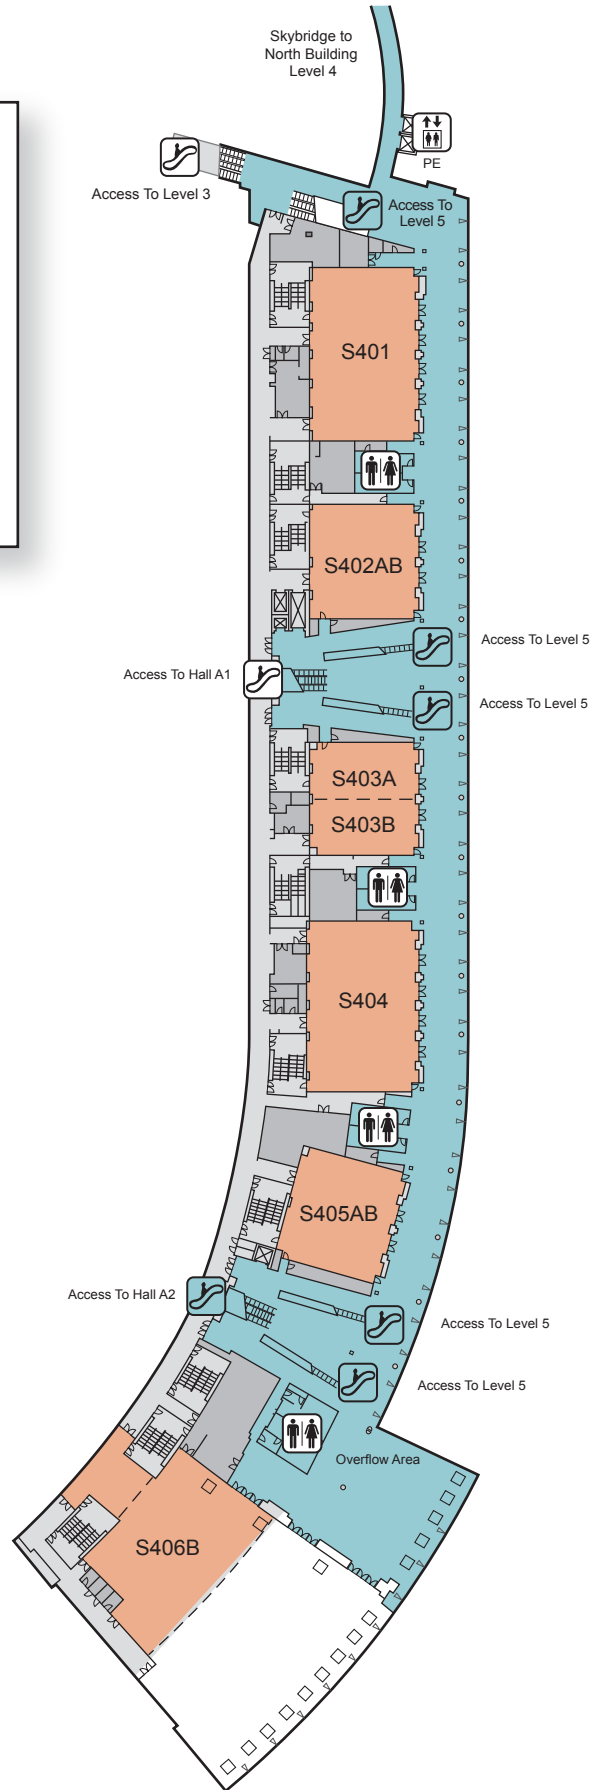 Skybridge to
North Building
Level 4
PE
Access To Level 3
Access To
Level 5
S401
S402AB
Access To Level 5
Access To Hall A1
Access To Level 5
S403A
S403B
S404
S405AB
Access To Hall A2
Access To Level 5
Access To Level 5
Overflow Area
S406B